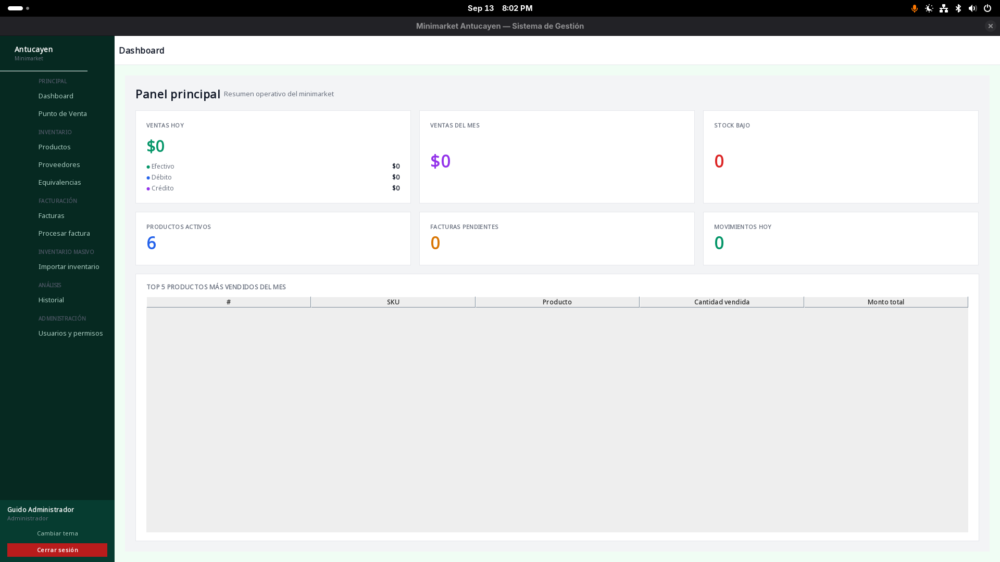 Sep 13 8:02 PM
Minimarket Antucayen — Sistema de Gestión
Antucayen
Minimarket
PRINCIPAL
Dashboard
Punto de Venta
INVENTARIO
Productos
Proveedores
Equivalencias
FACTURACIÓN
Facturas
Procesar factura
INVENTARIO MASIVO
Importar inventario
ANÁLISIS
Historial
ADMINISTRACIÓN
Usuarios y permisos
Guido Administrador
Administrador
Cambiar tema
Cerrar sesión
Dashboard
Panel principal Resumen operativo del minimarket
VENTAS HOY
$0
Efectivo $0
Débito $0
Crédito $0
VENTAS DEL MES
$0
STOCK BAJO
0
PRODUCTOS ACTIVOS
6
FACTURAS PENDIENTES
0
MOVIMIENTOS HOY
0
TOP 5 PRODUCTOS MÁS VENDIDOS DEL MES
# SKU Producto Cantidad vendida Monto total